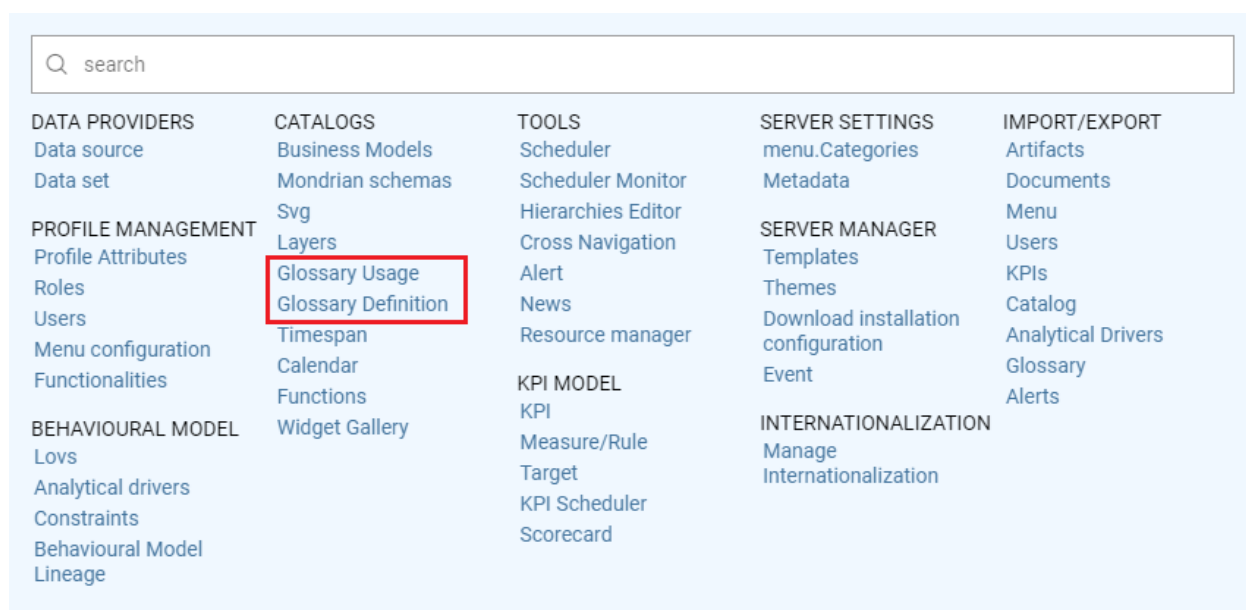 search
DATA PROVIDERS
Data source
Data set
PROFILE MANAGEMENT
Profile Attributes
Roles
Users
Menu configuration
Functionalities
BEHAVIOURAL MODEL
Lovs
Analytical drivers
Constraints
Behavioural Model
Lineage
CATALOGS
Business Models
Mondrian schemas
Svg
Layers
Glossary Usage
Glossary Definition
Timespan
Calendar
Functions
Widget Gallery
TOOLS
Scheduler
Scheduler Monitor
Hierarchies Editor
Cross Navigation
Alert
News
Resource manager
KPI MODEL
KPI
Measure/Rule
Target
KPI Scheduler
Scorecard
SERVER SETTINGS
menu.Categories
Metadata
SERVER MANAGER
Templates
Themes
Download installation
configuration
Event
INTERNATIONALIZATION
Manage
Internationalization
IMPORT/EXPORT
Artifacts
Documents
Menu
Users
KPIs
Catalog
Analytical Drivers
Glossary
Alerts